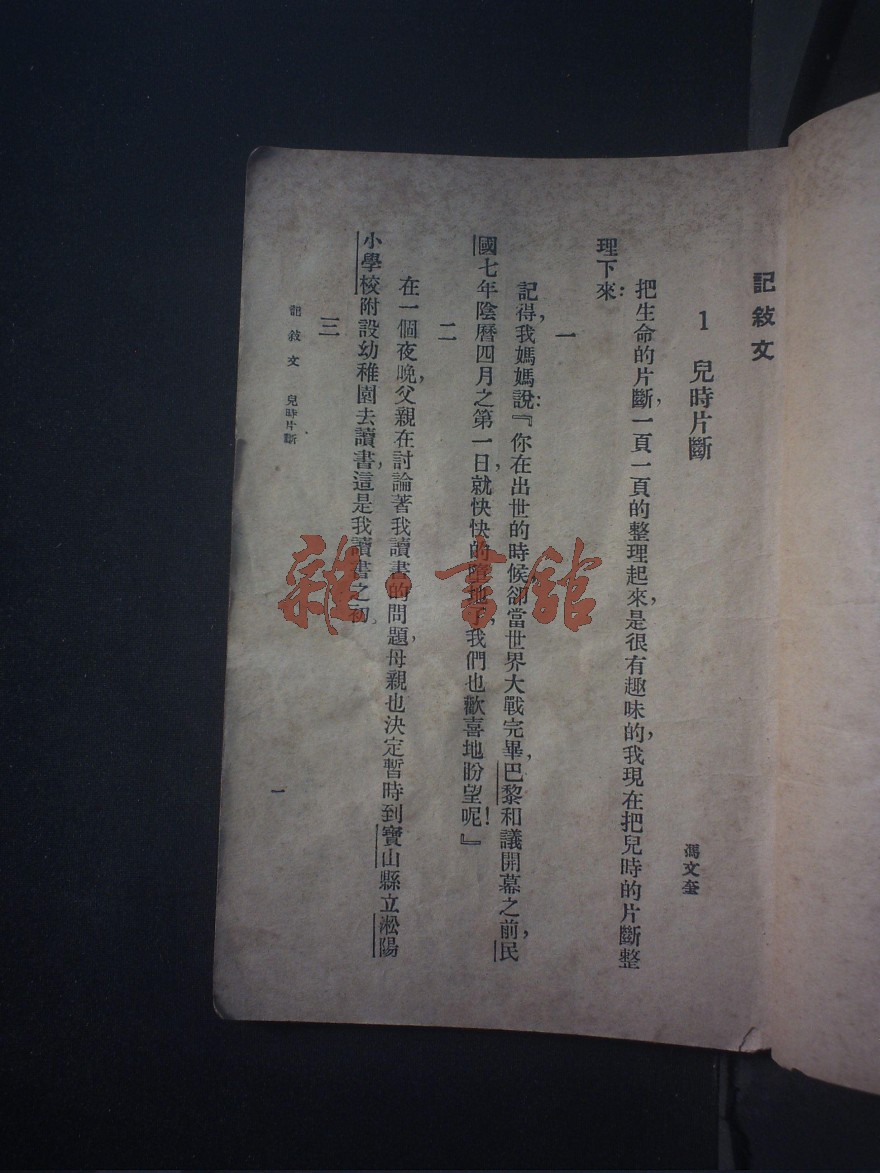 記敍文
1 兒時片斷
馮文奎
把生命的片斷，一頁一頁的整理起來，是很有趣味的，我現在把兒時的片斷整
理下來：
一
記得，我媽媽說：『你在出世的時候，卻當世界大戰完畢，巴黎和議開幕之前，民
國七年陰曆四月之第一日，就快快的墮地了，我們也歡喜地盼望呢！』
二
在一個夜晚，父親在討論著我讀書的問題，母親也決定暫時到寶山縣立淞陽
小學校附設幼稚園去讀書，這是我讀書之初。
三
記敍文 兒時片斷
一
雜·書館